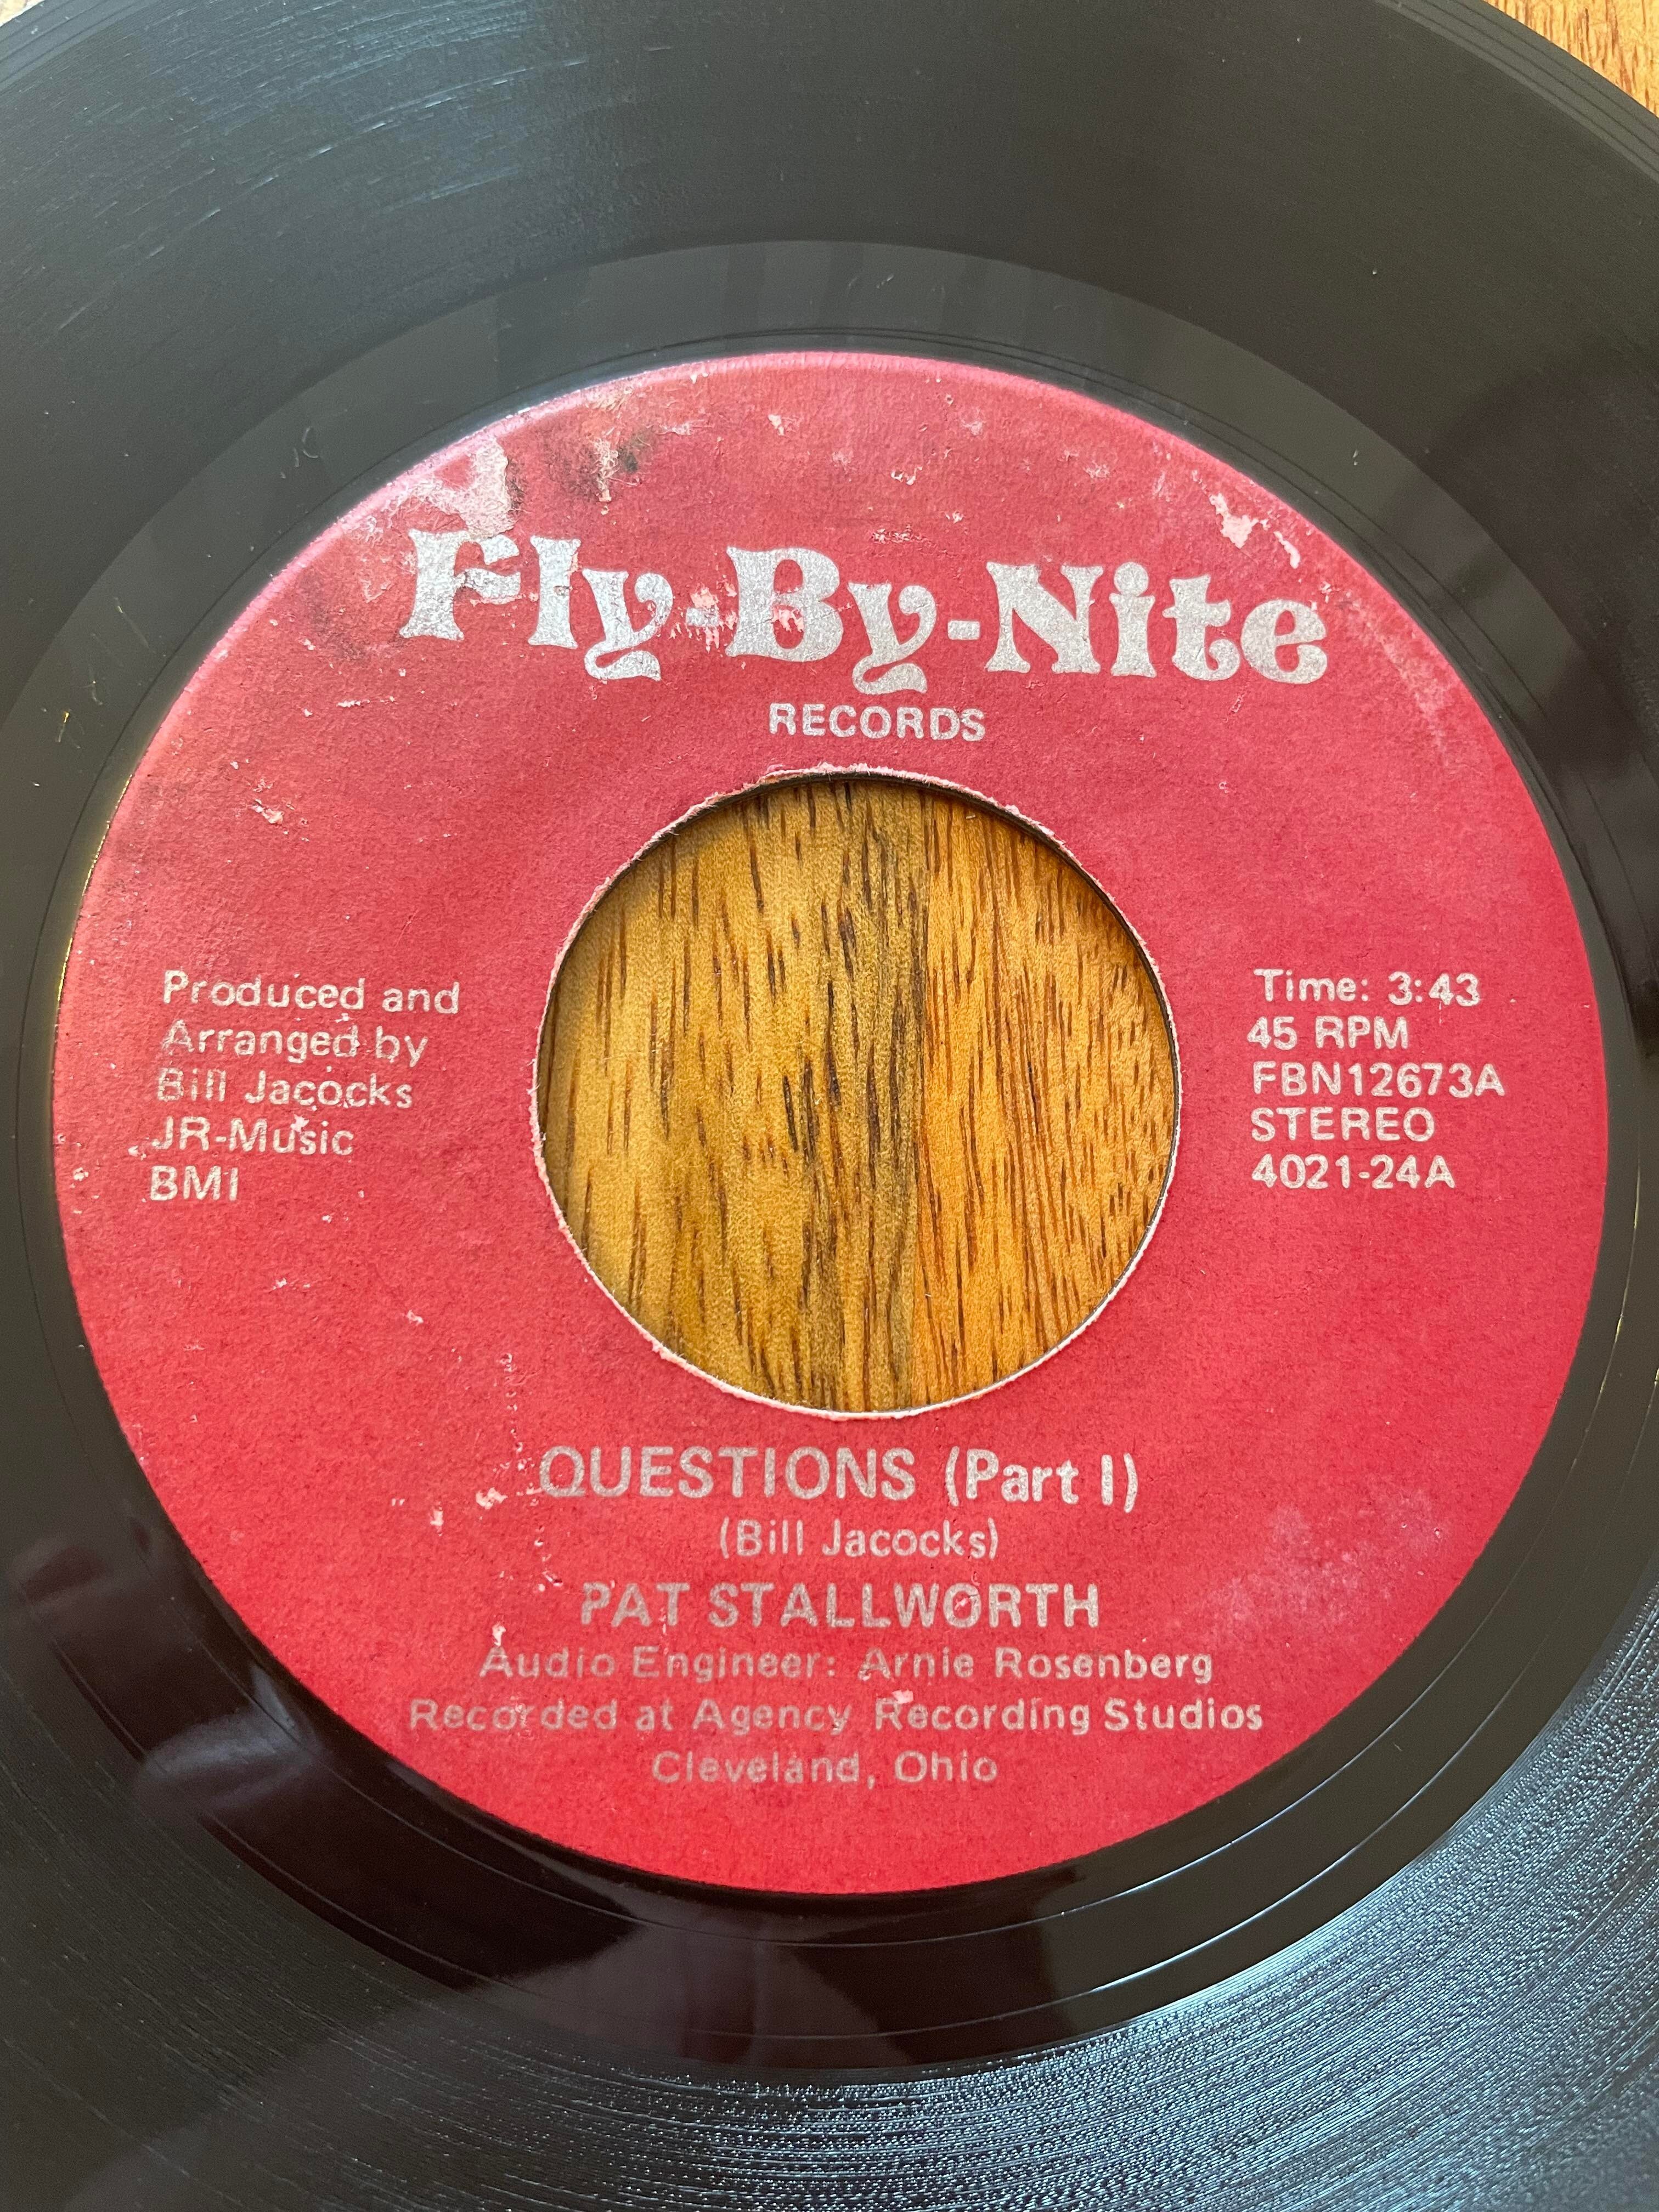 Fly-By-Nite
RECORDS
Produced and
Arranged by
Bill Jacocks
JR-Music
BMI
Time: 3:43
45 RPM
FBN12673A
STEREO
4021-24A
QUESTIONS (Part I)
(Bill Jacocks)
PAT STALLWORTH
Audio Engineer: Arnie Rosenberg
Recorded at Agency Recording Studios
Cleveland, Ohio